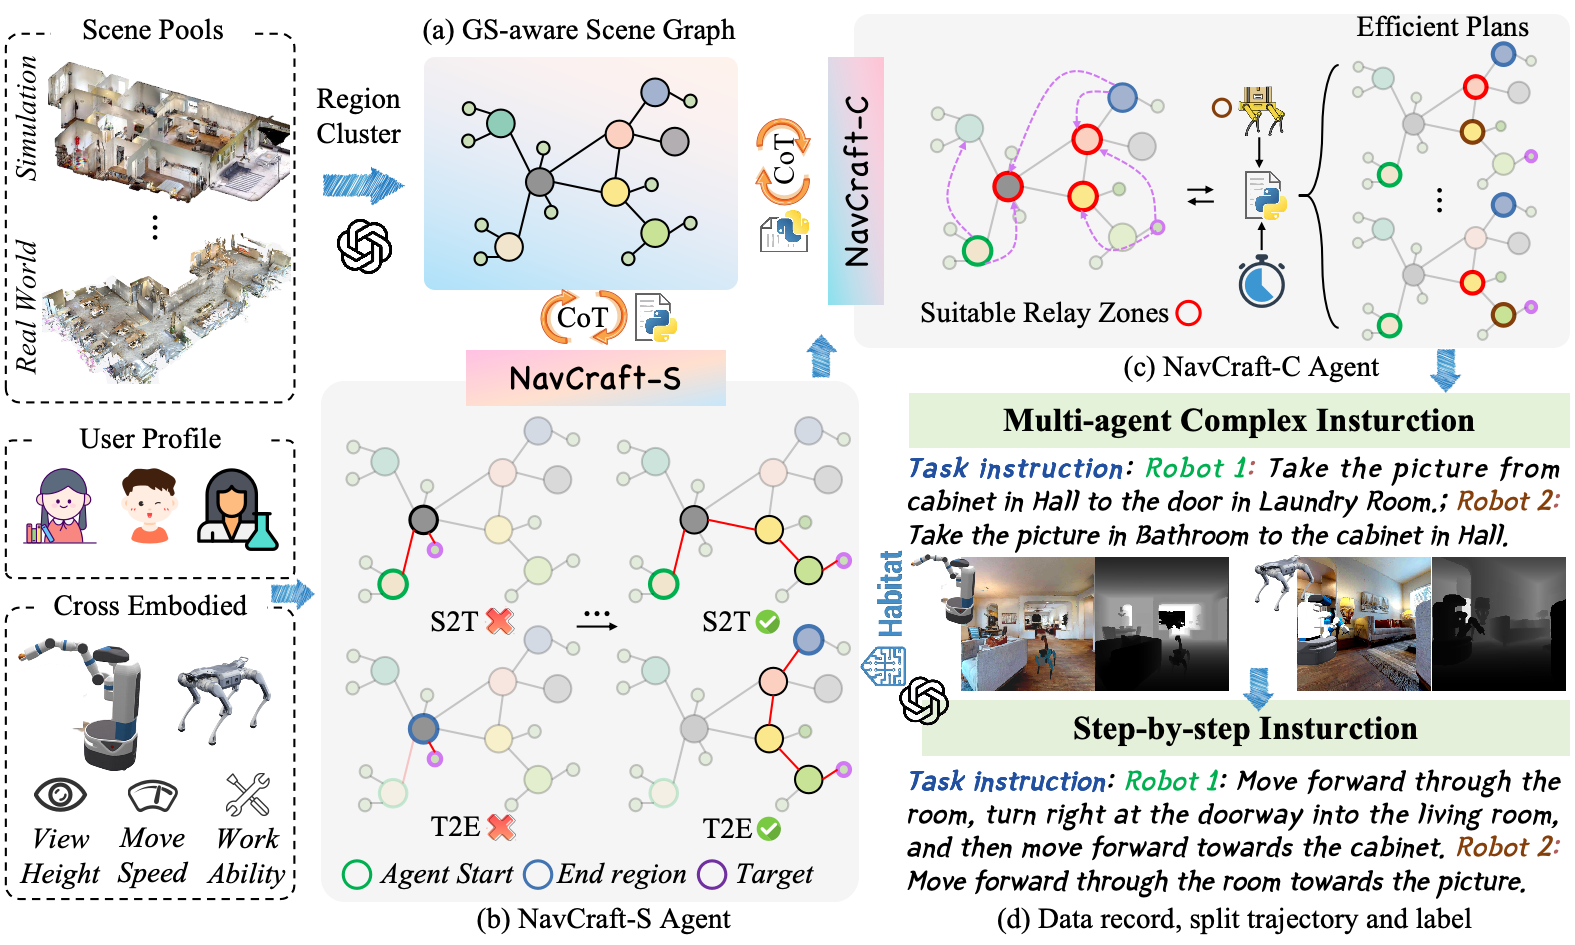 Scene Pools
Simulation
Real World
User Profile
Cross Embodied
View
Height
Move
Speed
Work
Ability
Region
Cluster
(a) GS-aware Scene Graph
CoT
NavCraft-S
S2T
S2T
T2E
T2E
Agent Start
End region
Target
(b) NavCraft-S Agent
CoT
NavCraft-C
Efficient Plans
Suitable Relay Zones
(c) NavCraft-C Agent
Multi-agent Complex Insturction
Task instruction: Robot 1: Take the picture from
cabinet in Hall to the door in Laundry Room.; Robot 2:
Take the picture in Bathroom to the cabinet in Hall.
Habitat
Step-by-step Insturction
Task instruction: Robot 1: Move forward through the
room, turn right at the doorway into the living room,
and then move forward towards the cabinet. Robot 2:
Move forward through the room towards the picture.
(d) Data record, split trajectory and label